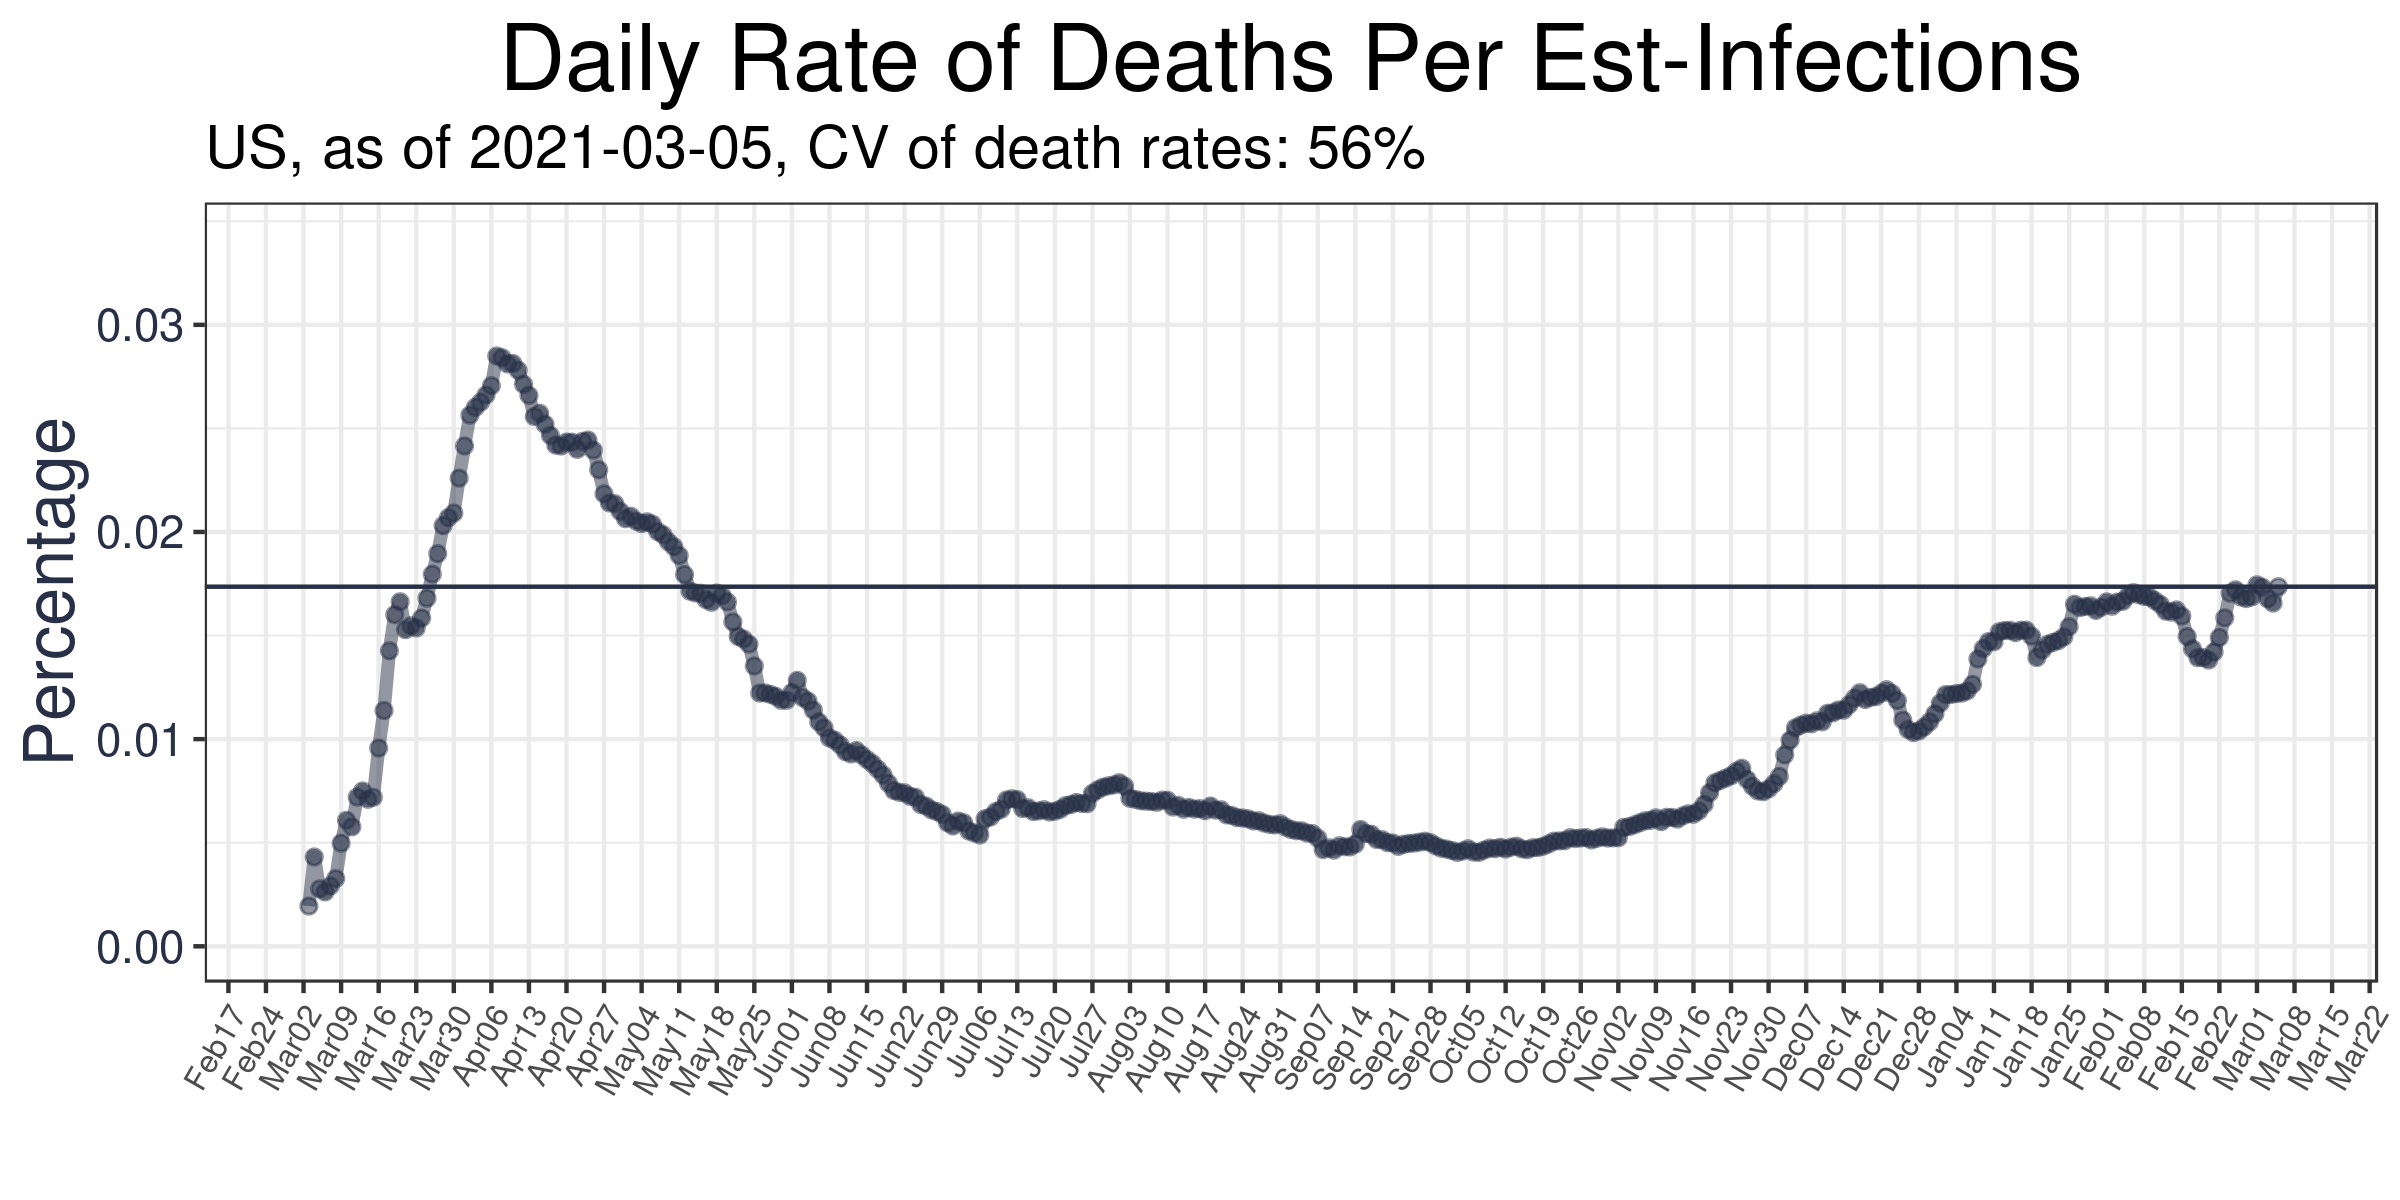 Daily Rate of Deaths Per Est-Infections
US, as of 2021-03-05, CV of death rates: 56%
Percentage
0.03
0.02
0.01
0.00
Feb17
Feb24
Mar02
Mar09
Mar16
Mar23
Mar30
Apr06
Apr13
Apr20
Apr27
May04
May11
May18
May25
Jun01
Jun08
Jun15
Jun22
Jun29
Jul06
Jul13
Jul20
Jul27
Aug03
Aug10
Aug17
Aug24
Aug31
Sep07
Sep14
Sep21
Sep28
Oct05
Oct12
Oct19
Oct26
Nov02
Nov09
Nov16
Nov23
Nov30
Dec07
Dec14
Dec21
Dec28
Jan04
Jan11
Jan18
Jan25
Feb01
Feb08
Feb15
Feb22
Mar01
Mar08
Mar15
Mar22